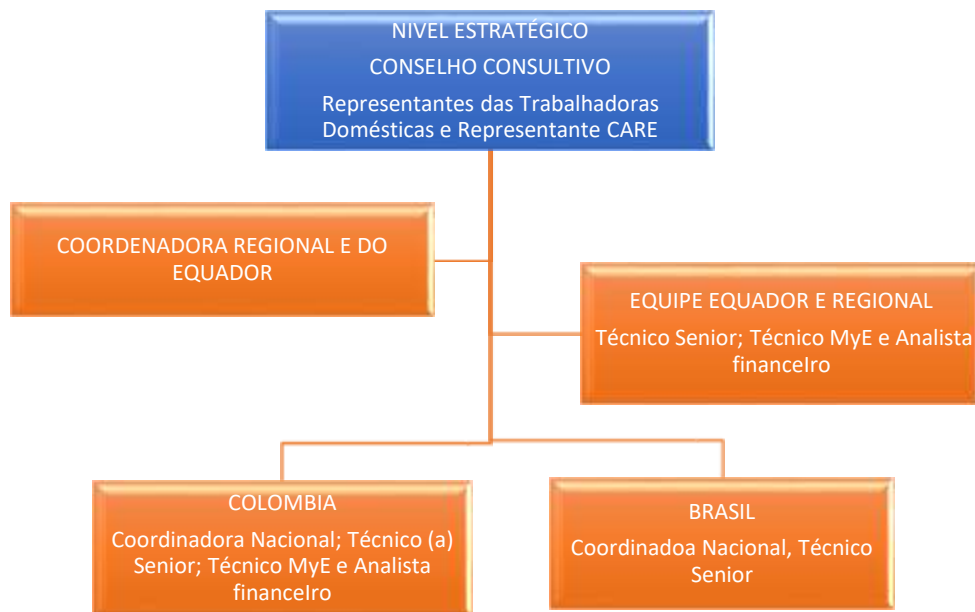 NIVEL ESTRATÉGICO
CONSELHO CONSULTIVO
Representantes das Trabalhadoras
Domésticas e Representante CARE
COORDENADORA REGIONAL E DO
EQUADOR
EQUIPE EQUADOR E REGIONAL
Técnico Senior; Técnico MyE e Analista
financeIro
COLOMBIA
Coordinadora Nacional; Técnico (a)
Senior; Técnico MyE e Analista
financeIro
BRASIL
Coordinadoa Nacional, Técnico
Senior